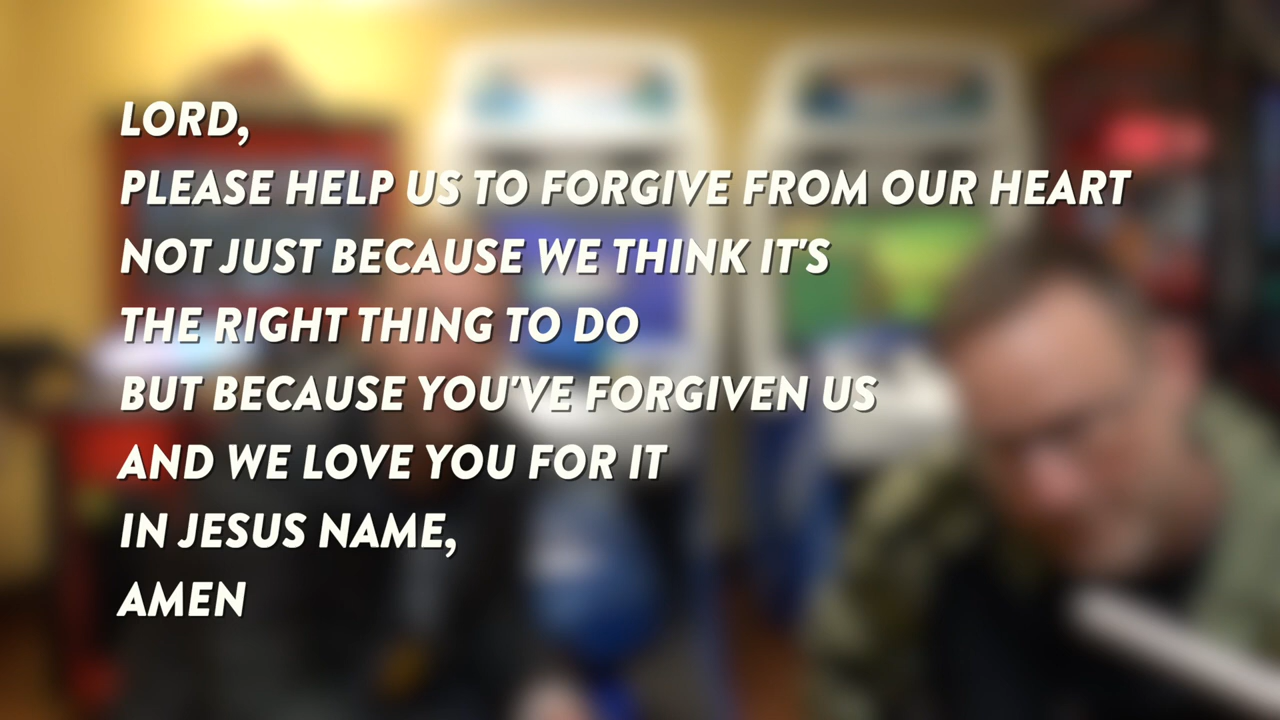 LORD,
PLEASE HELP US TO FORGIVE FROM OUR HEART
NOT JUST BECAUSE WE THINK IT'S
THE RIGHT THING TO DO
BUT BECAUSE YOU'VE FORGIVEN US
AND WE LOVE YOU FOR IT
IN JESUS NAME,
AMEN